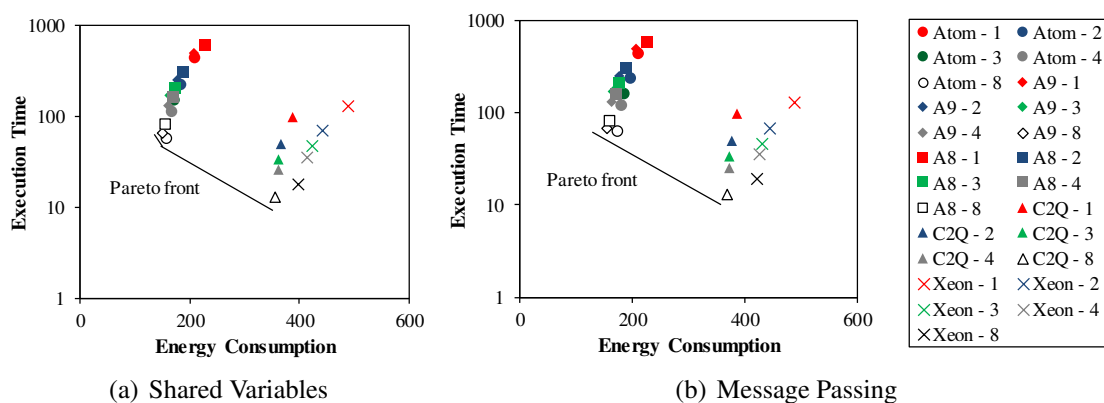 1000
100
10
1
Execution Time
Pareto front
0
200
400
600
Energy Consumption
(a) Shared Variables
1000
100
10
1
Execution Time
Pareto front
0
200
400
600
Energy Consumption
(b) Message Passing
Atom - 1 Atom - 2
Atom - 3 Atom - 4
Atom - 8 A9 - 1
A9 - 2 A9 - 3
A9 - 4 A9 - 8
A8 - 1 A8 - 2
A8 - 3 A8 - 4
A8 - 8 C2Q - 1
C2Q - 2 C2Q - 3
C2Q - 4 C2Q - 8
Xeon - 1 Xeon - 2
Xeon - 3 Xeon - 4
Xeon - 8